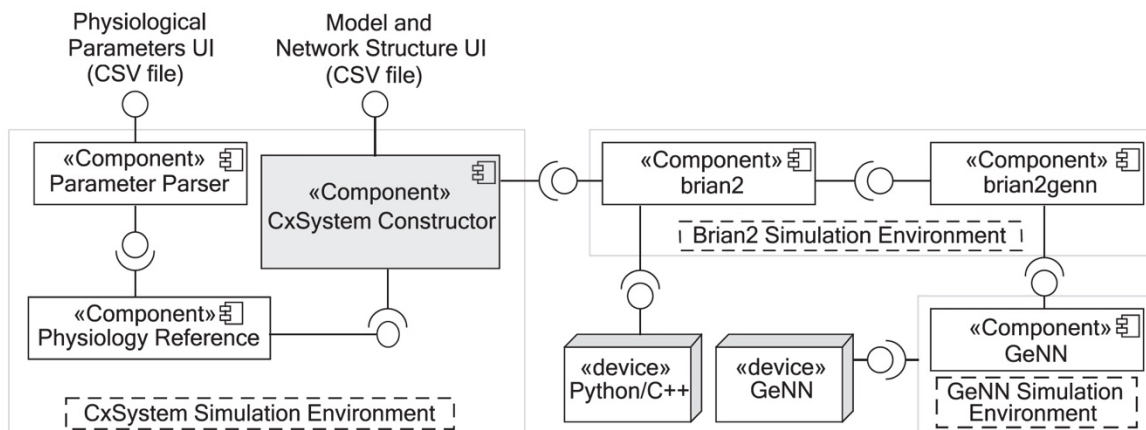 Physiological
Parameters UI
(CSV file)
Model and
Network Structure UI
(CSV file)
«Component»
Parameter Parser
«Component»
CxSystem Constructor
«Component»
brian2
«Component»
brian2genn
Brian2 Simulation Environment
«Component»
Physiology Reference
«device»
Python/C++
«device»
GeNN
«Component»
GeNN
CxSystem Simulation Environment
GeNN Simulation
Environment